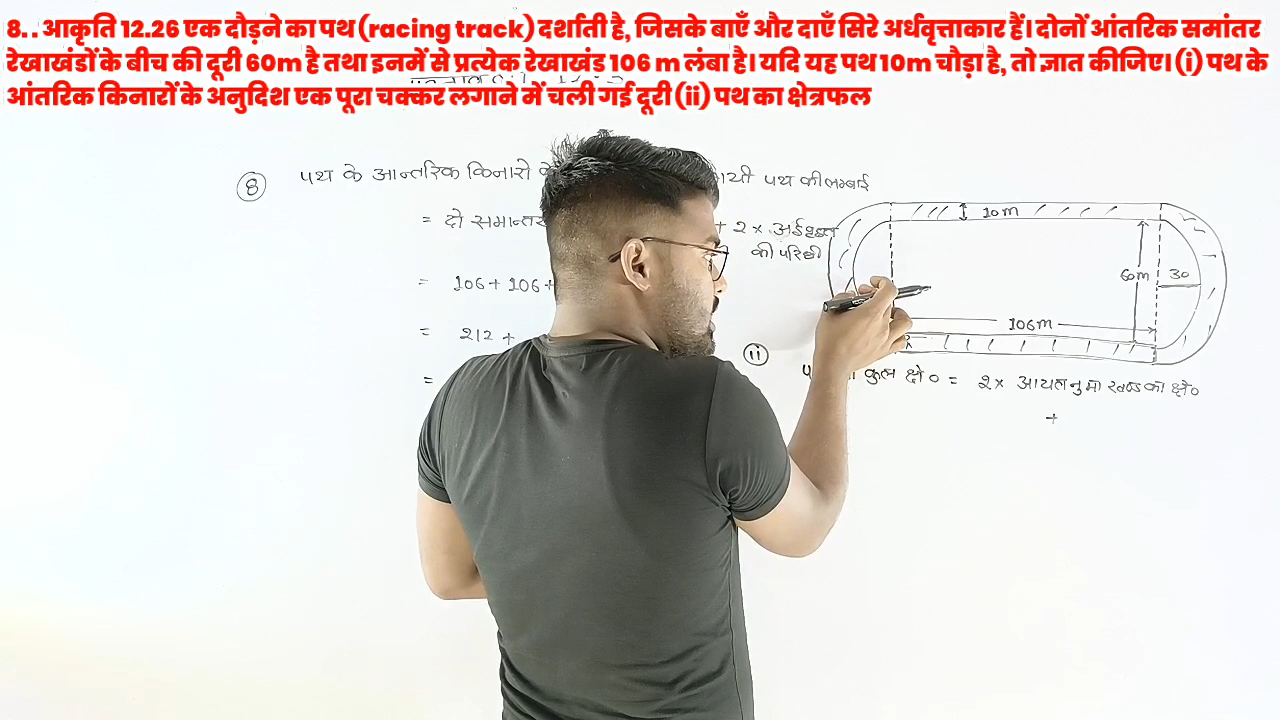 8. . आकृति 12.26 एक दौड़ने का पथ (racing track) दर्शाती है, जिसके बाएँ और दाएँ सिरे अर्धवृत्ताकार हैं। दोनों आंतरिक समांतर
रेखाखंडों के बीच की दूरी 60m है तथा इनमें से प्रत्येक रेखाखंड 106 m लंबा है। यदि यह पथ 10m चौड़ा है, तो ज्ञात कीजिए। (i) पथ के
आंतरिक किनारों के अनुदिश एक पूरा चक्कर लगाने में चली गई दूरी (ii) पथ का क्षेत्रफल
8 पथ के आन्तरिक किनारो पथ की लम्बाई
= दो समान्तर + 2 × अर्द्धवृत्त
की परिधी
= 106 + 106 +
= 212 +
=
10m
60m
30
106m
ii
कुल क्षे० = 2 × आयतनुमा खण्ड का क्षे०
+